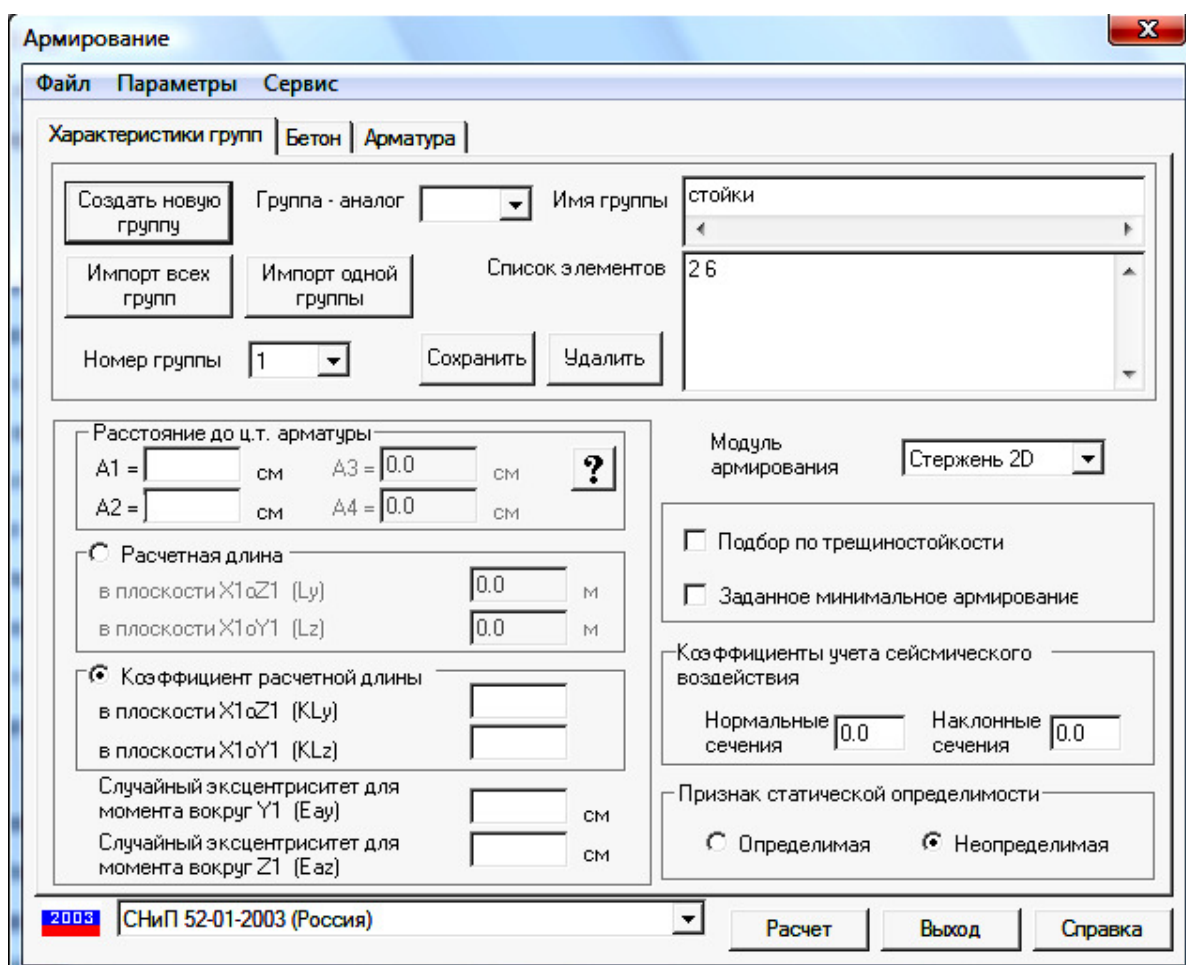 Армирование
X
Файл Параметры Сервис
Характеристики групп Бетон Арматура
Создать новую группу
Группа - аналог
Имя группы
стойки
Импорт всех групп
Импорт одной группы
Список элементов
2 6
Номер группы
1
Сохранить
Удалить
Расстояние до ц.т. арматуры
A1 = см A3 = 0.0 см
?
A2 = см A4 = 0.0 см
Модуль армирования
Стержень 2D
Расчетная длина
в плоскости X1oZ1 (Ly) 0.0 м
в плоскости X1oY1 (Lz) 0.0 м
Подбор по трещиностойкости
Заданное минимальное армирование
Коэффициент расчетной длины
в плоскости X1oZ1 (KLy)
в плоскости X1oY1 (KLz)
Коэффициенты учета сейсмического
воздействия
Нормальные сечения 0.0
Наклонные сечения 0.0
Случайный эксцентриситет для
момента вокруг Y1 (Eay) см
Случайный эксцентриситет для
момента вокруг Z1 (Eaz) см
Признак статической определимости
Определимая Неопределимая
2003 СНиП 52-01-2003 (Россия)
Расчет Выход Справка